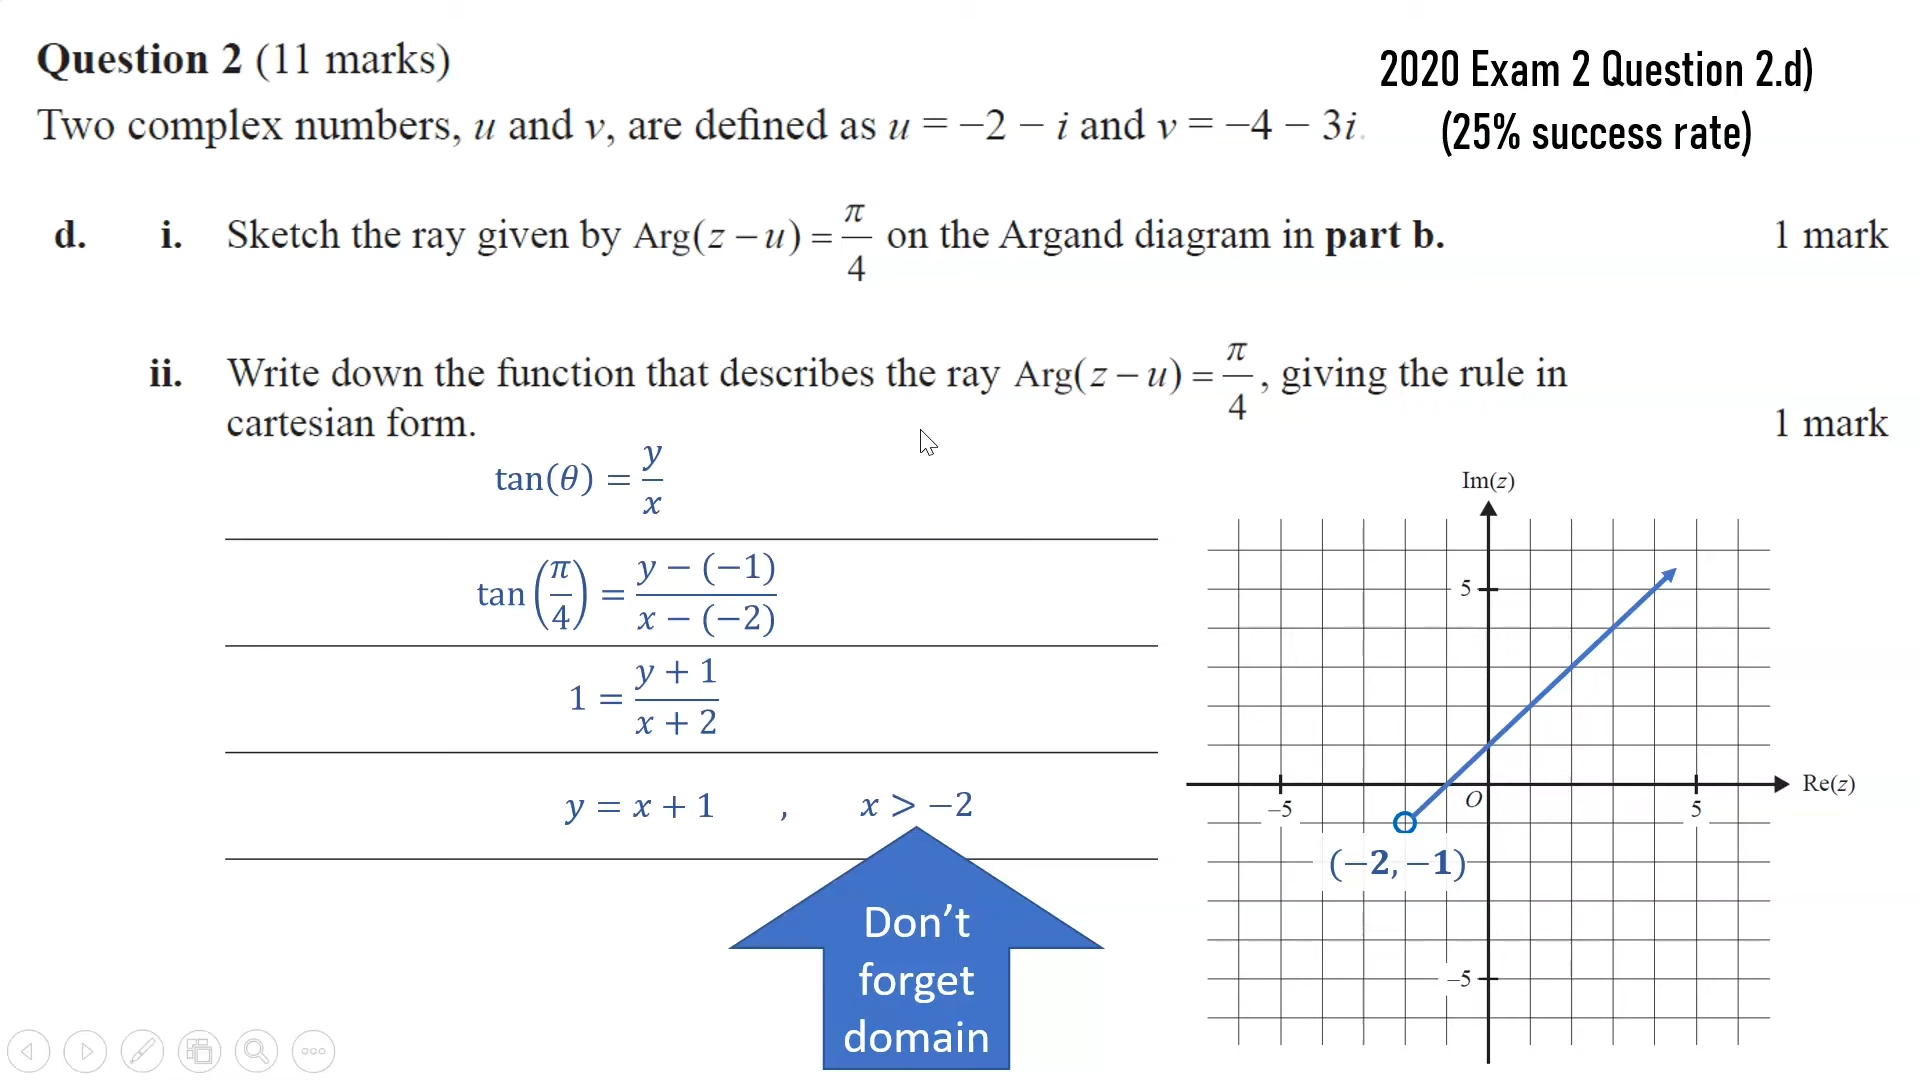 Question 2 (11 marks)
2020 Exam 2 Question 2.d)
(25% success rate)
Two complex numbers, u and v, are defined as u = −2 − i and v = −4 − 3i.
d. i. Sketch the ray given by Arg(z − u) = π/4 on the Argand diagram in part b. 1 mark
ii. Write down the function that describes the ray Arg(z − u) = π/4, giving the rule in
cartesian form. 1 mark
tan(θ) = y/x
tan(π/4) = (y − (−1))/(x − (−2))
1 = (y + 1)/(x + 2)
y = x + 1 , x > −2
Don’t
forget
domain
Im(z)
5
Re(z)
−5
O
5
(−2, −1)
−5